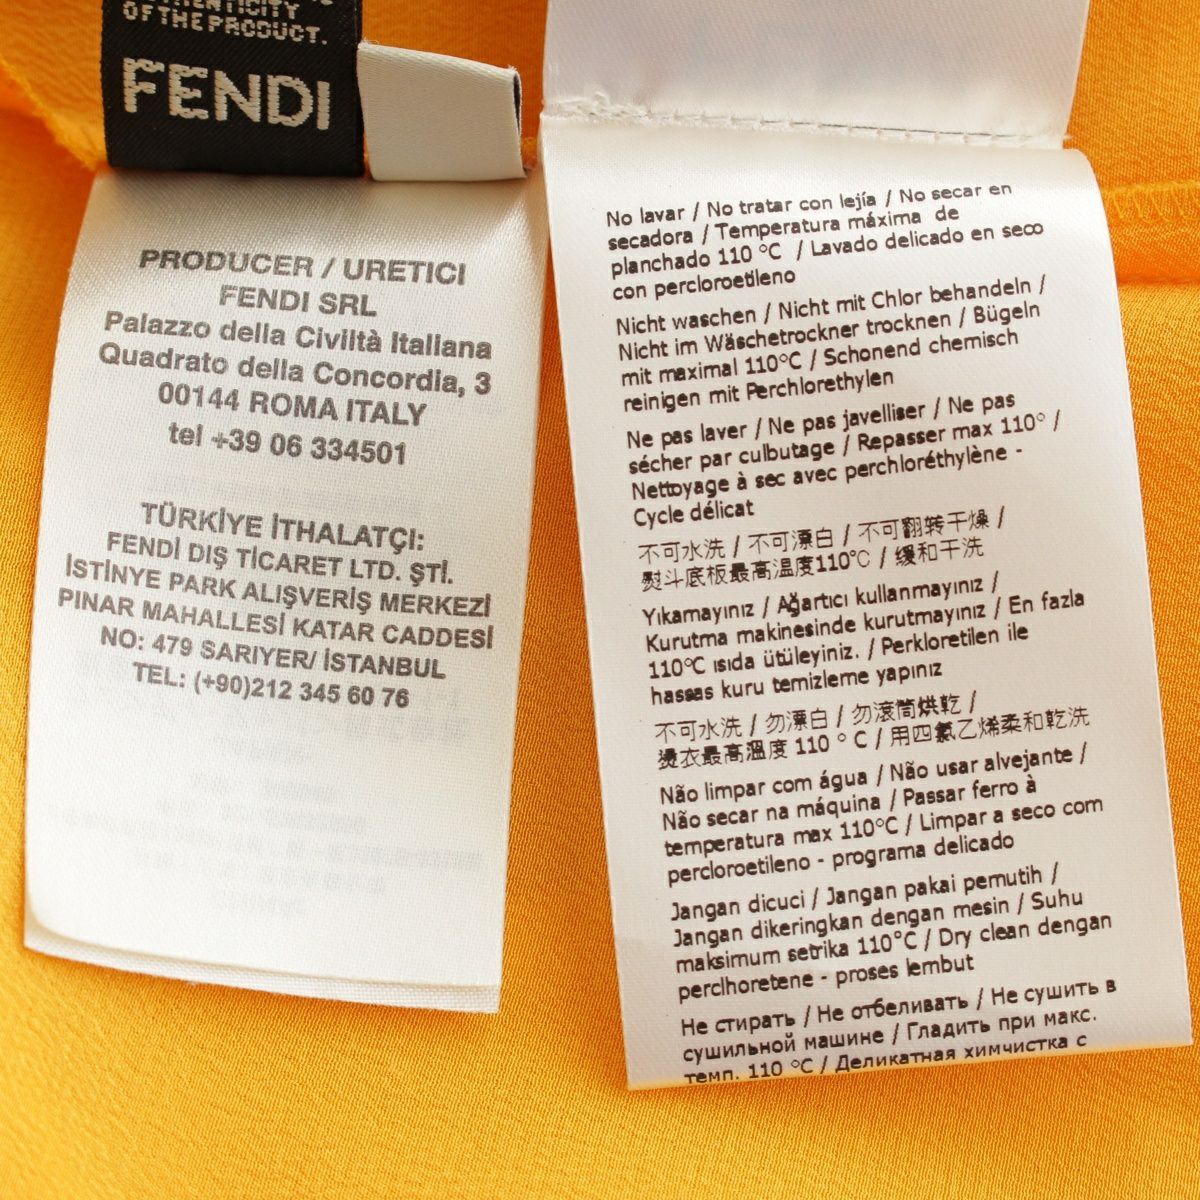 OF THE PRODUCT.
FENDI
PRODUCER / URETICI
FENDI SRL
Palazzo della Civiltà Italiana
Quadrato della Concordia, 3
00144 ROMA ITALY
tel +39 06 334501
TÜRKİYE İTHALATÇI:
FENDİ DIŞ TİCARET LTD. ŞTİ.
İSTİNYE PARK ALIŞVERİŞ MERKEZİ
PINAR MAHALLESİ KATAR CADDESİ
NO: 479 SARIYER/ İSTANBUL
TEL: (+90)212 345 60 76
No lavar / No tratar con lejía / No secar en
secadora / Temperatura máxima de
planchado 110 °C / Lavado delicado en seco
con percloroetileno
Nicht waschen / Nicht mit Chlor behandeln /
Nicht im Wäschetrockner trocknen / Bügeln
mit maximal 110°C / Schonend chemisch
reinigen mit Perchlorethylen
Ne pas laver / Ne pas javelliser / Ne pas
sécher par culbutage / Repasser max 110° /
Nettoyage à sec avec perchloréthylène -
Cycle délicat
不可水洗 / 不可漂白 / 不可翻转干燥 /
熨斗底板最高温度110℃ / 缓和干洗
Yıkamayınız / Ağartıcı kullanmayınız /
Kurutma makinesinde kurutmayınız / En fazla
110°C ısıda ütüleyiniz. / Perkloretilen ile
hassas kuru temizleme yapınız
不可水洗 / 勿漂白 / 勿滾筒烘乾 /
燙衣最高溫度 110 ° C / 用四氯乙烯柔和乾洗
Não limpar com água / Não usar alvejante /
Não secar na máquina / Passar ferro à
temperatura max 110°C / Limpar a seco com
percloroetileno - programa delicado
Jangan dicuci / Jangan pakai pemutih /
Jangan dikeringkan dengan mesin / Suhu
maksimum setrika 110°C / Dry clean dengan
perclhoretene - proses lembut
Не стирать / Не отбеливать / Не сушить в
сушильной машине / Гладить при макс.
темп. 110 °C / Деликатная химчистка с